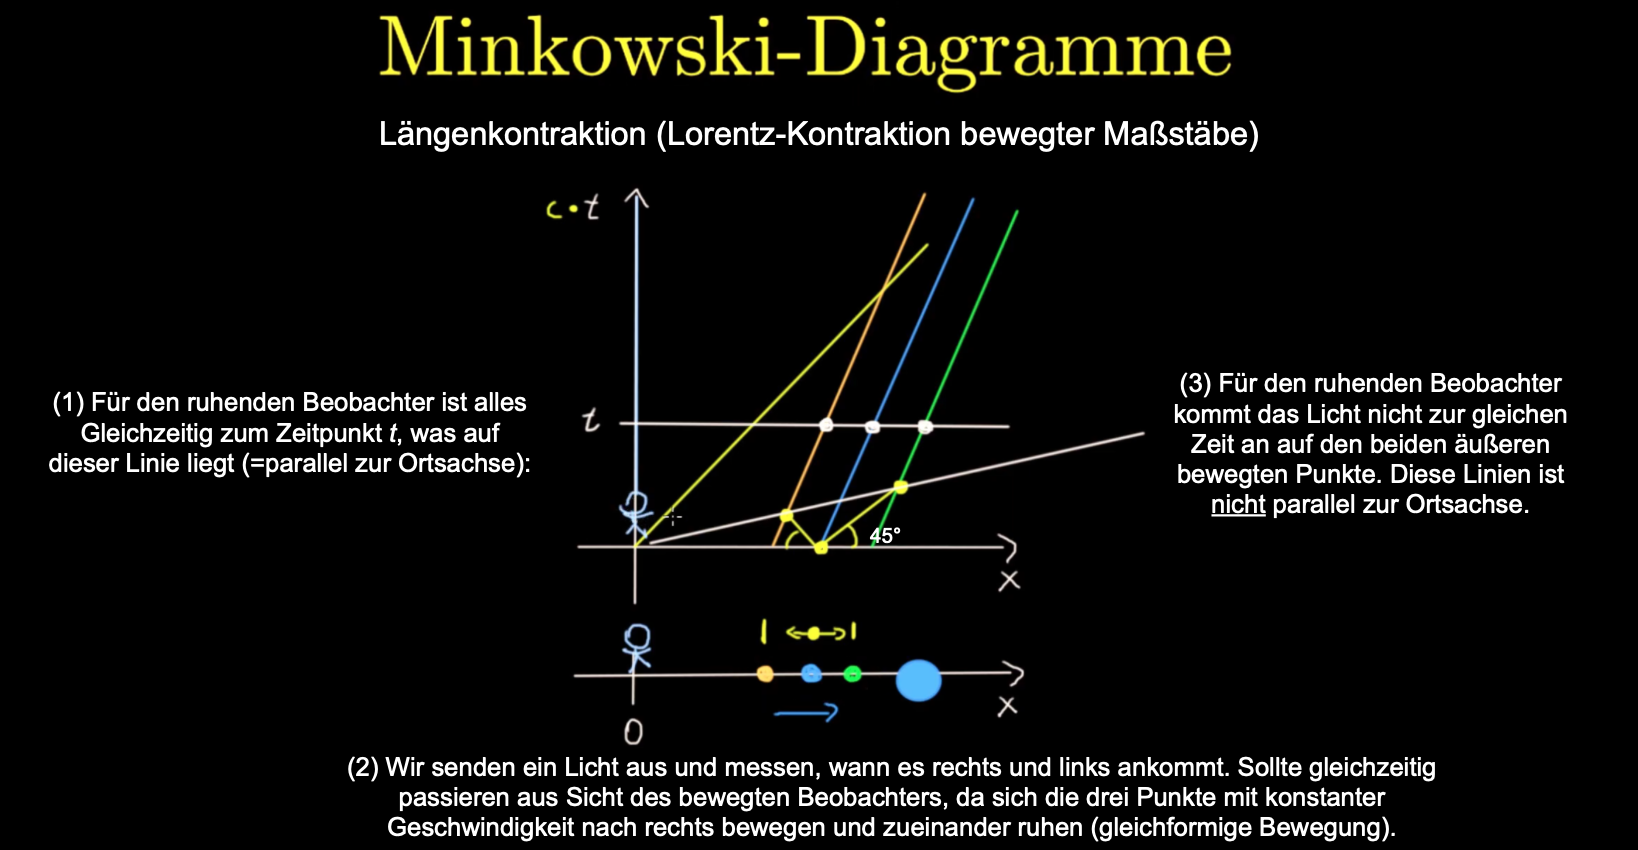 Minkowski-Diagramme
Längenkontraktion (Lorentz-Kontraktion bewegter Maßstäbe)
c·t
(1) Für den ruhenden Beobachter ist alles
Gleichzeitig zum Zeitpunkt t, was auf
dieser Linie liegt (=parallel zur Ortsachse):
t
(3) Für den ruhenden Beobachter
kommt das Licht nicht zur gleichen
Zeit an auf den beiden äußeren
bewegten Punkte. Diese Linien ist
nicht parallel zur Ortsachse.
45°
x
x
0
(2) Wir senden ein Licht aus und messen, wann es rechts und links ankommt. Sollte gleichzeitig
passieren aus Sicht des bewegten Beobachters, da sich die drei Punkte mit konstanter
Geschwindigkeit nach rechts bewegen und zueinander ruhen (gleichformige Bewegung).